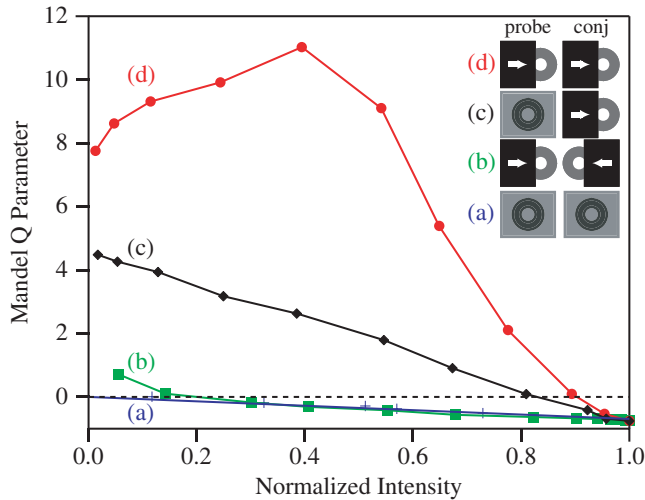 12
10
8
6
4
2
0
Mandel Q Parameter
0.0 0.2 0.4 0.6 0.8 1.0
Normalized Intensity
(d)
(c)
(b)
(a)
probe conj
(d)
(c)
(b)
(a)